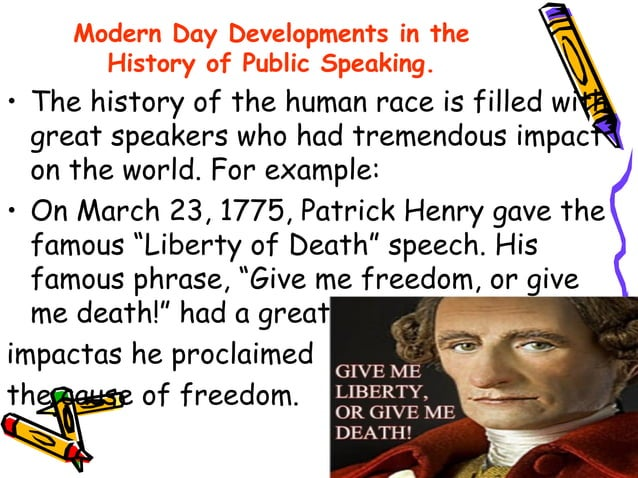 Modern Day Developments in the
History of Public Speaking.
• The history of the human race is filled with
great speakers who had tremendous impact
on the world. For example:
• On March 23, 1775, Patrick Henry gave the
famous “Liberty of Death” speech. His
famous phrase, “Give me freedom, or give
me death!” had a great
impactas he proclaimed
the cause of freedom.
GIVE ME
LIBERTY,
OR GIVE ME
DEATH!